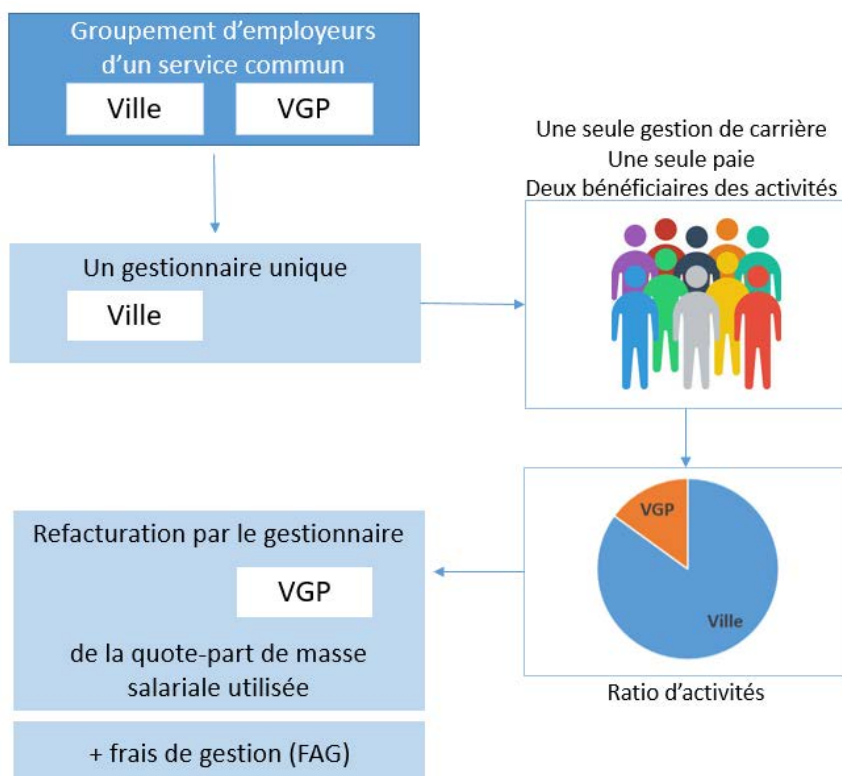 Groupement d'employeurs
d'un service commun
Ville VGP
Une seule gestion de carrière
Une seule paie
Deux bénéficiaires des activités
Un gestionnaire unique
Ville
VGP
Ville
Ratio d'activités
Refacturation par le gestionnaire
VGP
de la quote-part de masse
salariale utilisée
+ frais de gestion (FAG)